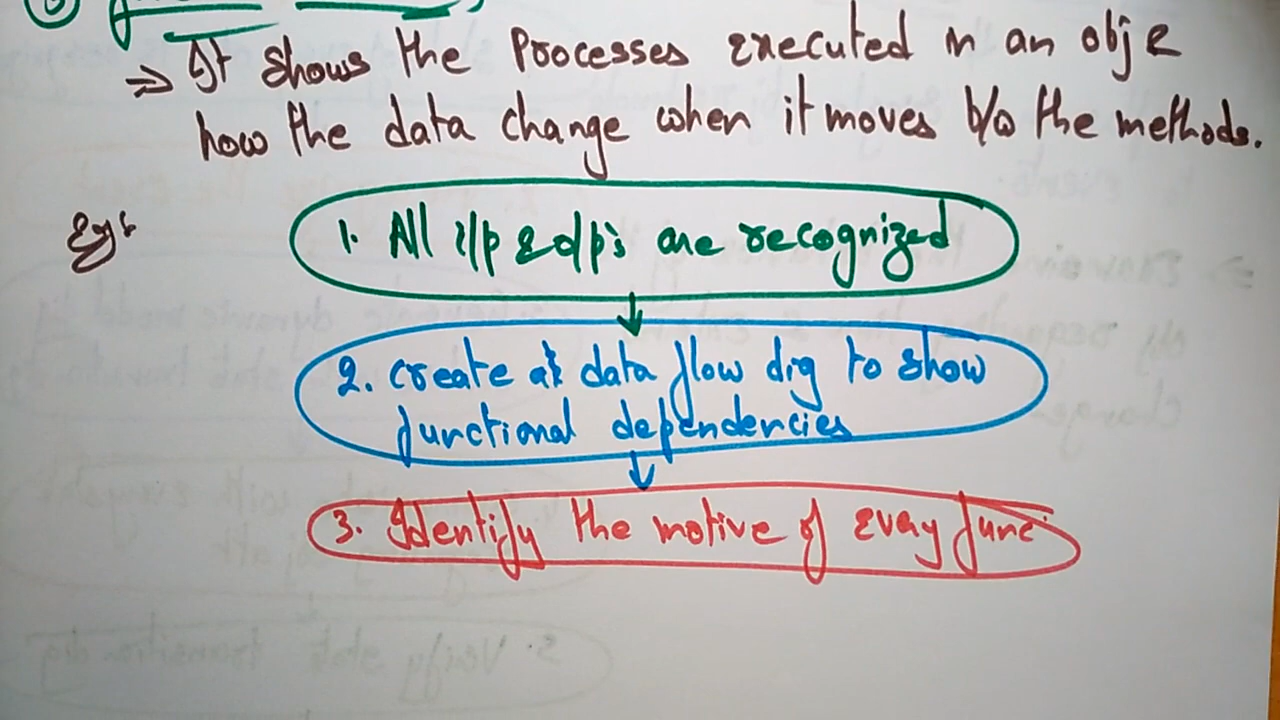 ⇒ It shows the Processes executed in an obj &
how the data change when it moves b/w the methods.
Eg:
1. All i/p & o/p's are recognized
2. create a data flow dig to show
functional dependencies
3. Identify the motive of every func